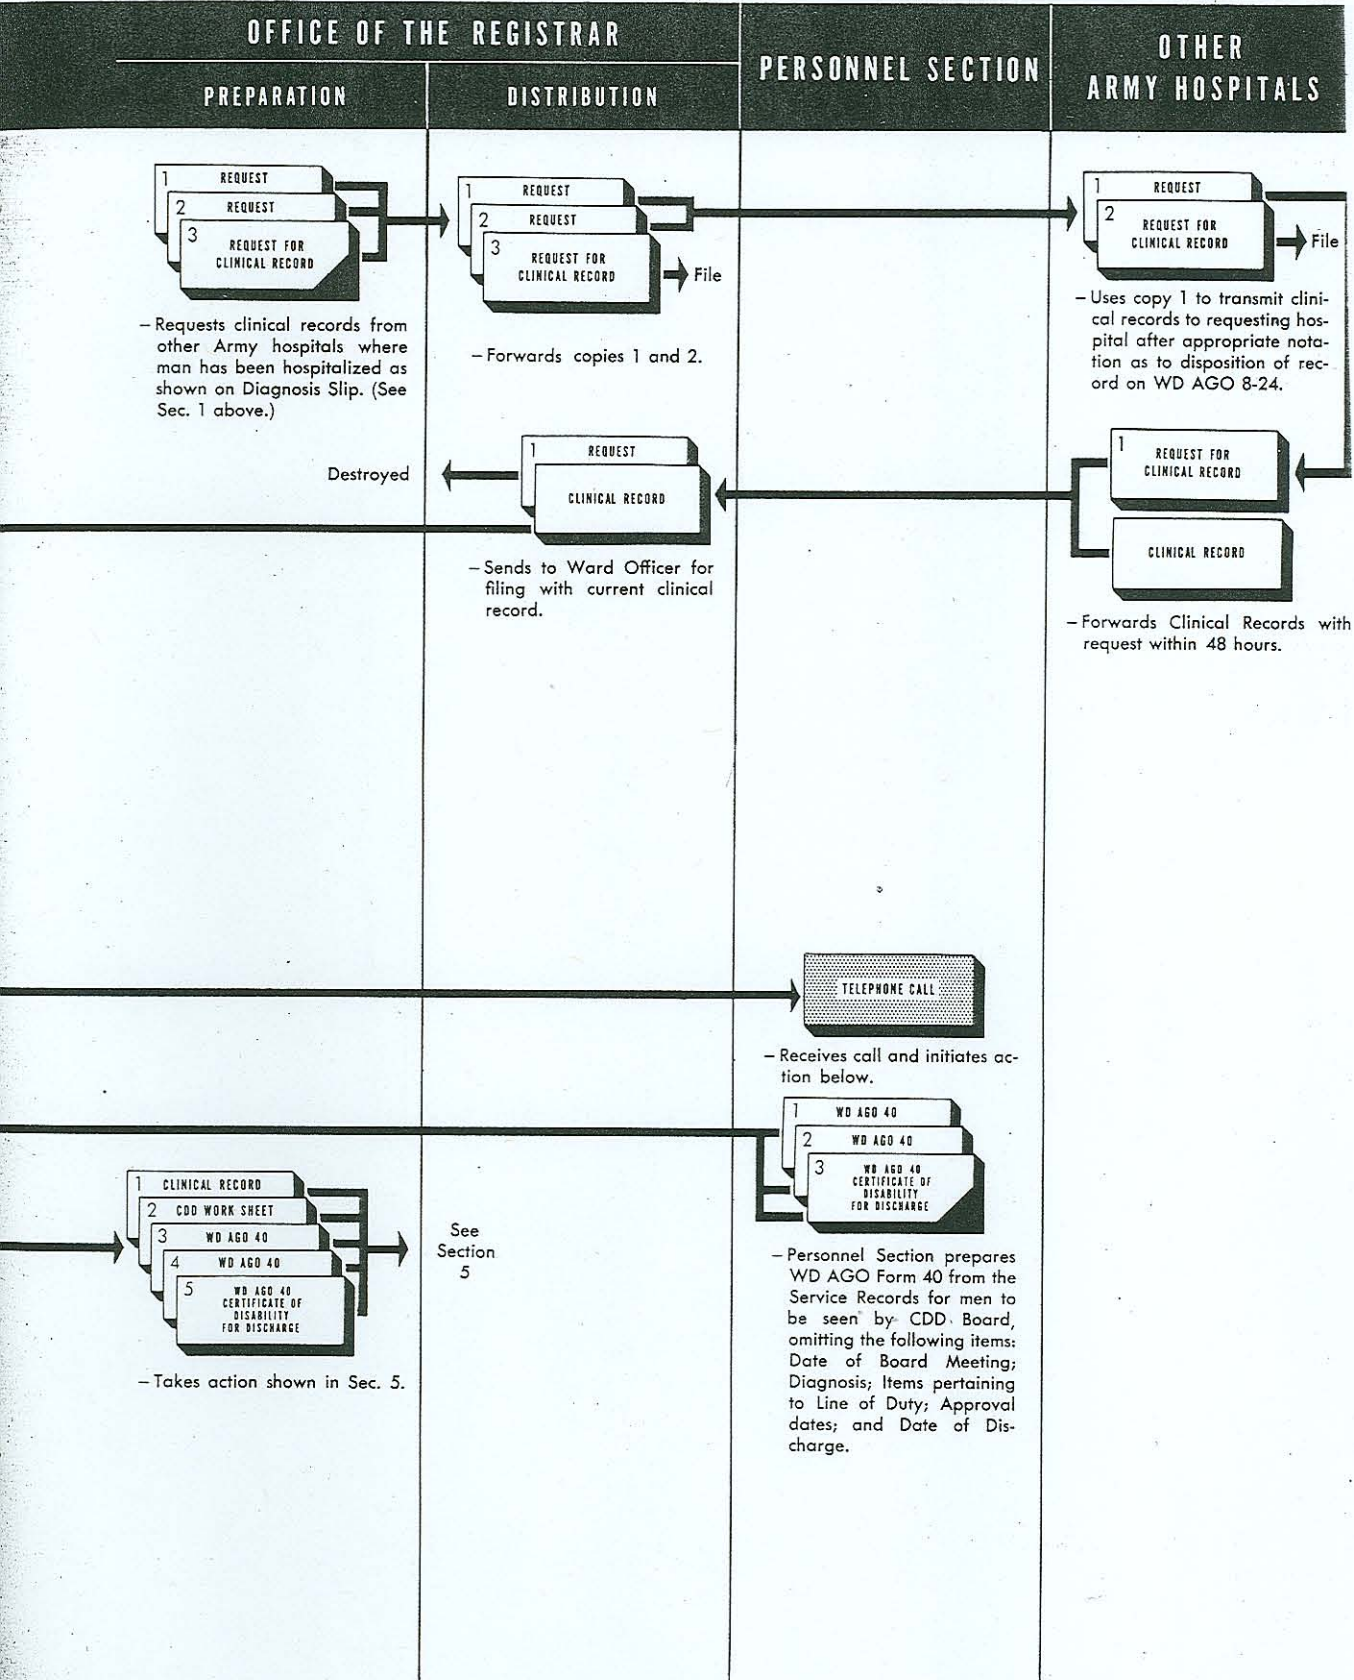 OFFICE OF THE REGISTRAR
PREPARATION
DISTRIBUTION
PERSONNEL SECTION
OTHER
ARMY HOSPITALS
1 REQUEST
2 REQUEST
3 REQUEST FOR
CLINICAL RECORD
– Requests clinical records from
other Army hospitals where
man has been hospitalized as
shown on Diagnosis Slip. (See
Sec. 1 above.)
1 REQUEST
2 REQUEST
3 REQUEST FOR
CLINICAL RECORD
File
– Forwards copies 1 and 2.
1 REQUEST
2 REQUEST FOR
CLINICAL RECORD
File
– Uses copy 1 to transmit clini-
cal records to requesting hos-
pital after appropriate nota-
tion as to disposition of rec-
ord on WD AGO 8-24.
Destroyed
1 REQUEST
CLINICAL RECORD
– Sends to Ward Officer for
filing with current clinical
record.
1 REQUEST FOR
CLINICAL RECORD
CLINICAL RECORD
– Forwards Clinical Records with
request within 48 hours.
TELEPHONE CALL
– Receives call and initiates ac-
tion below.
1 WD AGO 40
2 WD AGO 40
3 WD AGO 40
CERTIFICATE OF
DISABILITY
FOR DISCHARGE
1 CLINICAL RECORD
2 CDD WORK SHEET
3 WD AGO 40
4 WD AGO 40
5 WD AGO 40
CERTIFICATE OF
DISABILITY
FOR DISCHARGE
– Takes action shown in Sec. 5.
See
Section
5
– Personnel Section prepares
WD AGO Form 40 from the
Service Records for men to
be seen by CDD Board,
omitting the following items:
Date of Board Meeting;
Diagnosis; Items pertaining
to Line of Duty; Approval
dates; and Date of Dis-
charge.